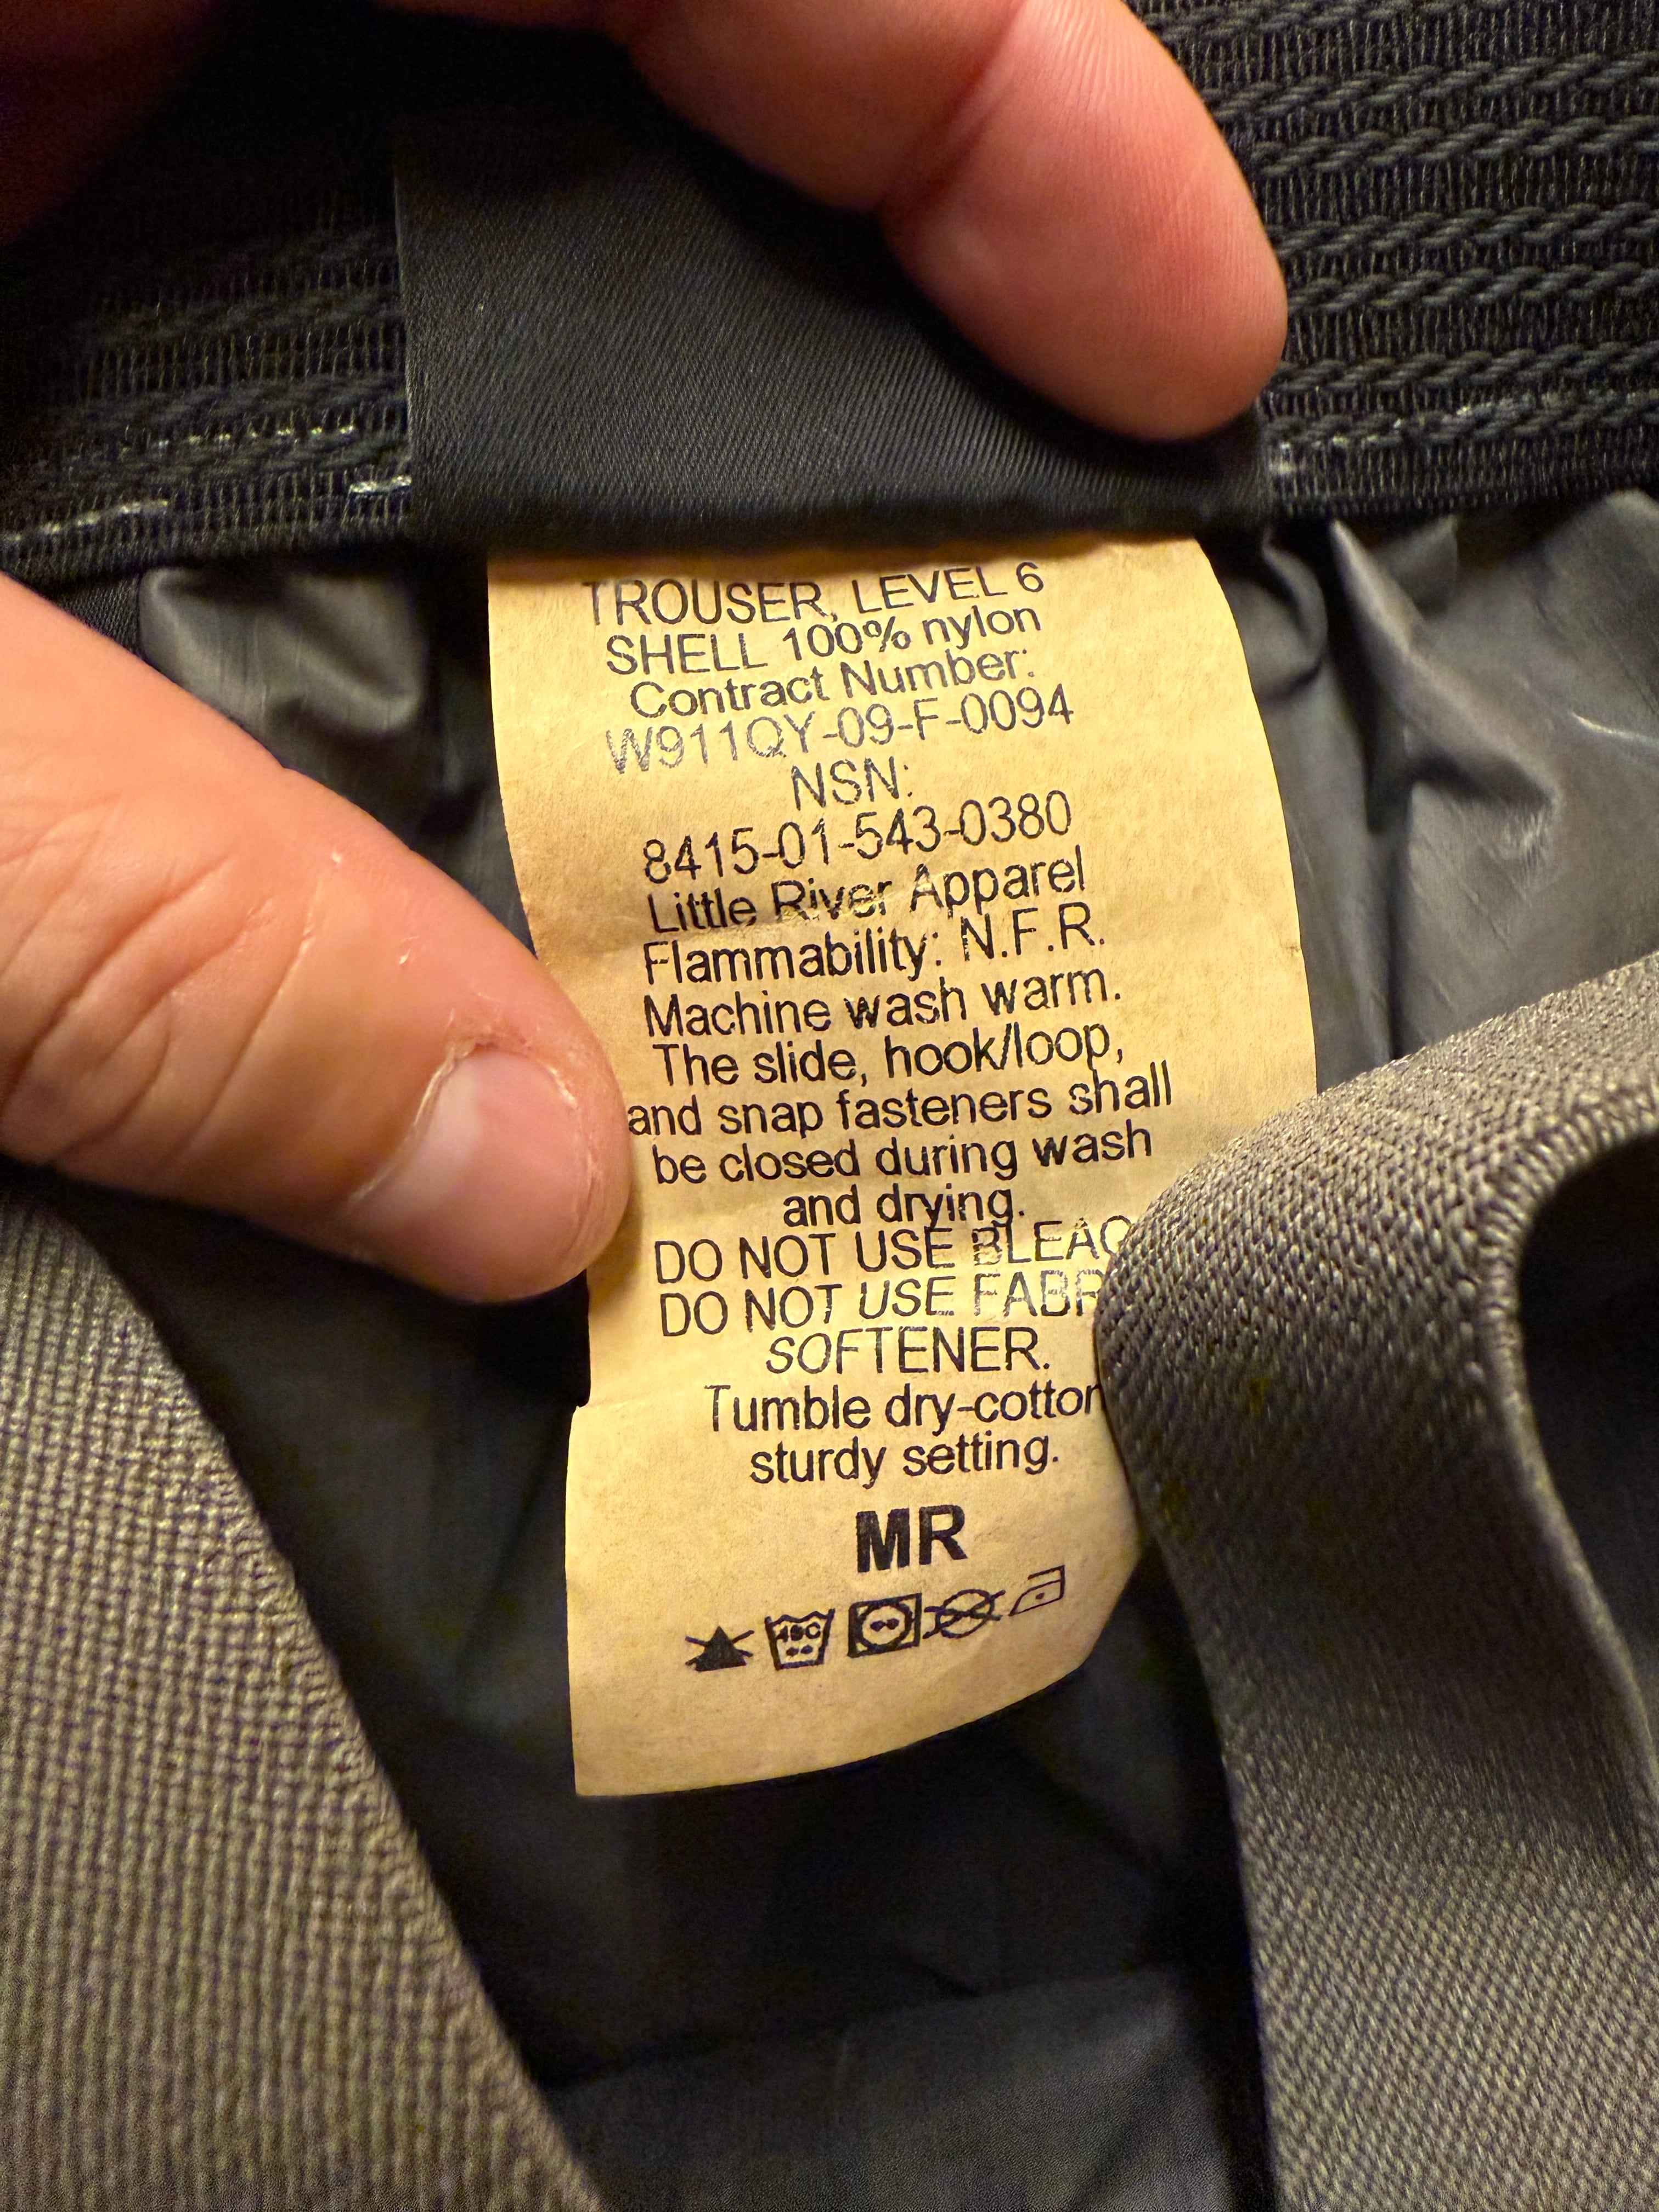 TROUSER, LEVEL 6
SHELL 100% nylon
Contract Number:
W911QY-09-F-0094
NSN:
8415-01-543-0380
Little River Apparel
Flammability: N.F.R.
Machine wash warm.
The slide, hook/loop,
and snap fasteners shall
be closed during wash
and drying.
DO NOT USE BLEAC
DO NOT USE FABR
SOFTENER.
Tumble dry-cotton
sturdy setting.
MR